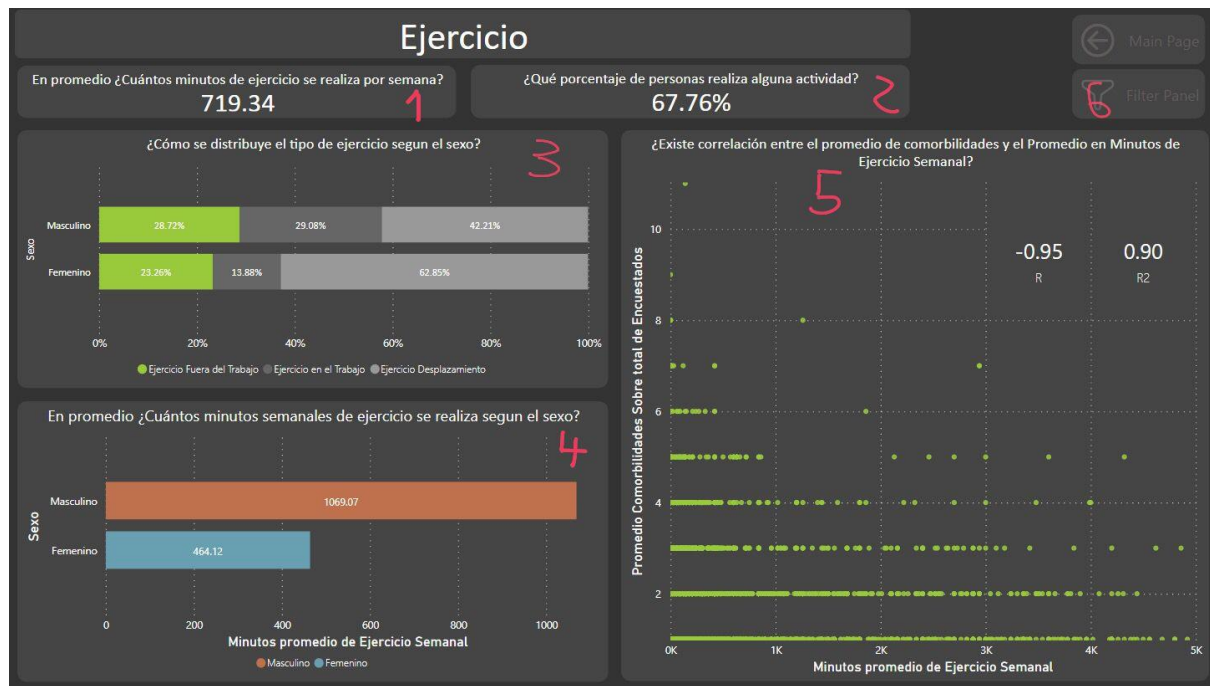 Ejercicio
Main Page
En promedio ¿Cuántos minutos de ejercicio se realiza por semana?
719.34
1
¿Qué porcentaje de personas realiza alguna actividad?
67.76%
2
Filter Panel
6
¿Cómo se distribuye el tipo de ejercicio segun el sexo?
3
Sexo
Masculino
28.72%
29.08%
42.21%
Femenino
23.26%
13.88%
62.85%
0%
20%
40%
60%
80%
100%
Ejercicio Fuera del Trabajo
Ejercicio en el Trabajo
Ejercicio Desplazamiento
En promedio ¿Cuántos minutos semanales de ejercicio se realiza segun el sexo?
4
Sexo
Masculino
1069.07
Femenino
464.12
0
200
400
600
800
1000
Minutos promedio de Ejercicio Semanal
Masculino
Femenino
¿Existe correlación entre el promedio de comorbilidades y el Promedio en Minutos de
Ejercicio Semanal?
5
-0.95
R
0.90
R2
Promedio Comorbilidades Sobre total de Encuestados
10
8
6
4
2
0K
1K
2K
3K
4K
5K
Minutos promedio de Ejercicio Semanal